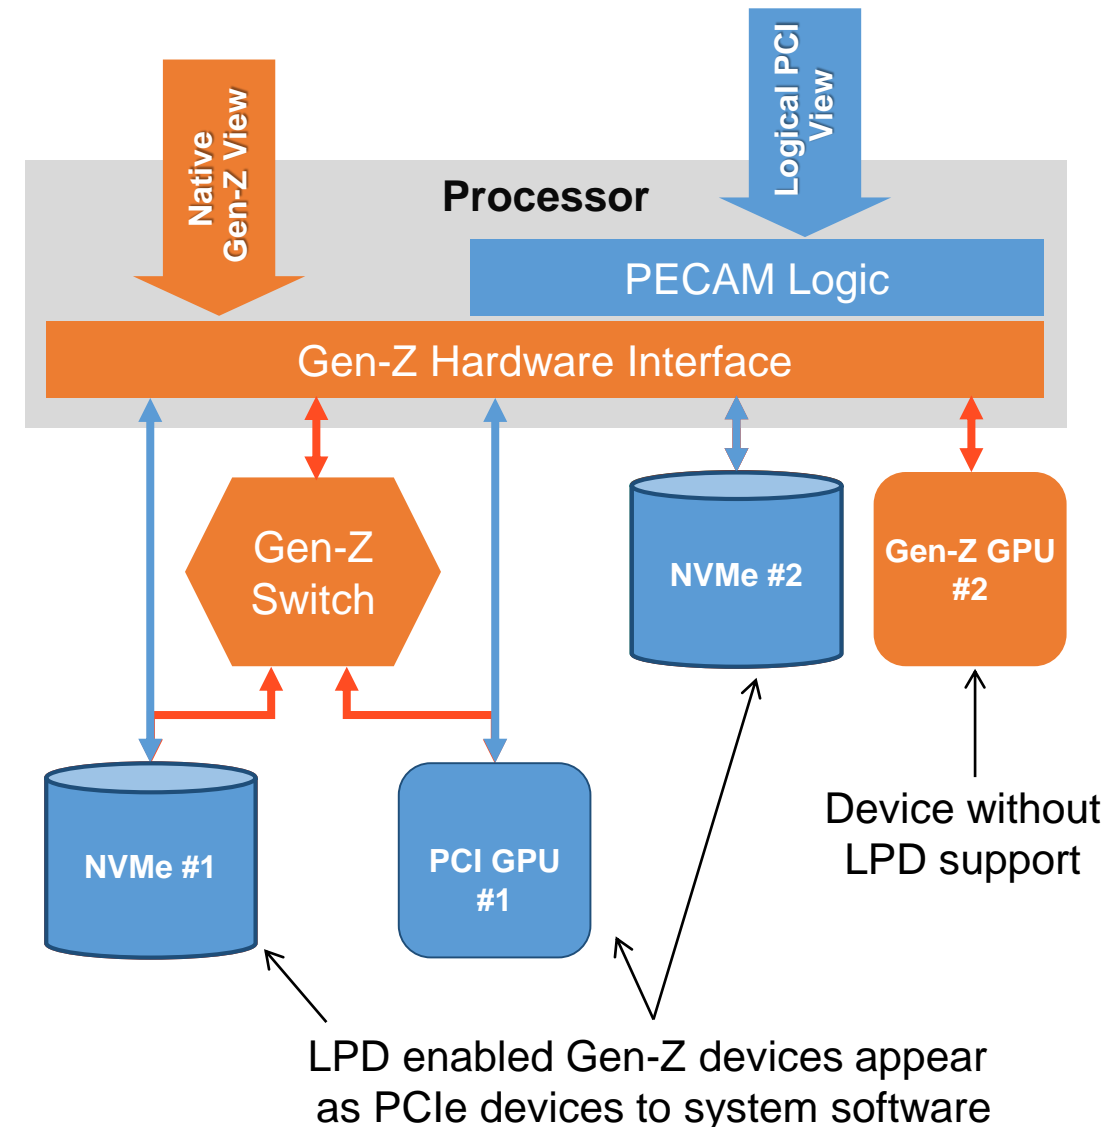 Native
Gen-Z View
Logical PCI
View
Processor
PECAM Logic
Gen-Z Hardware Interface
Gen-Z
Switch
NVMe #2
Gen-Z GPU
#2
NVMe #1
PCI GPU
#1
Device without
LPD support
LPD enabled Gen-Z devices appear
as PCIe devices to system software